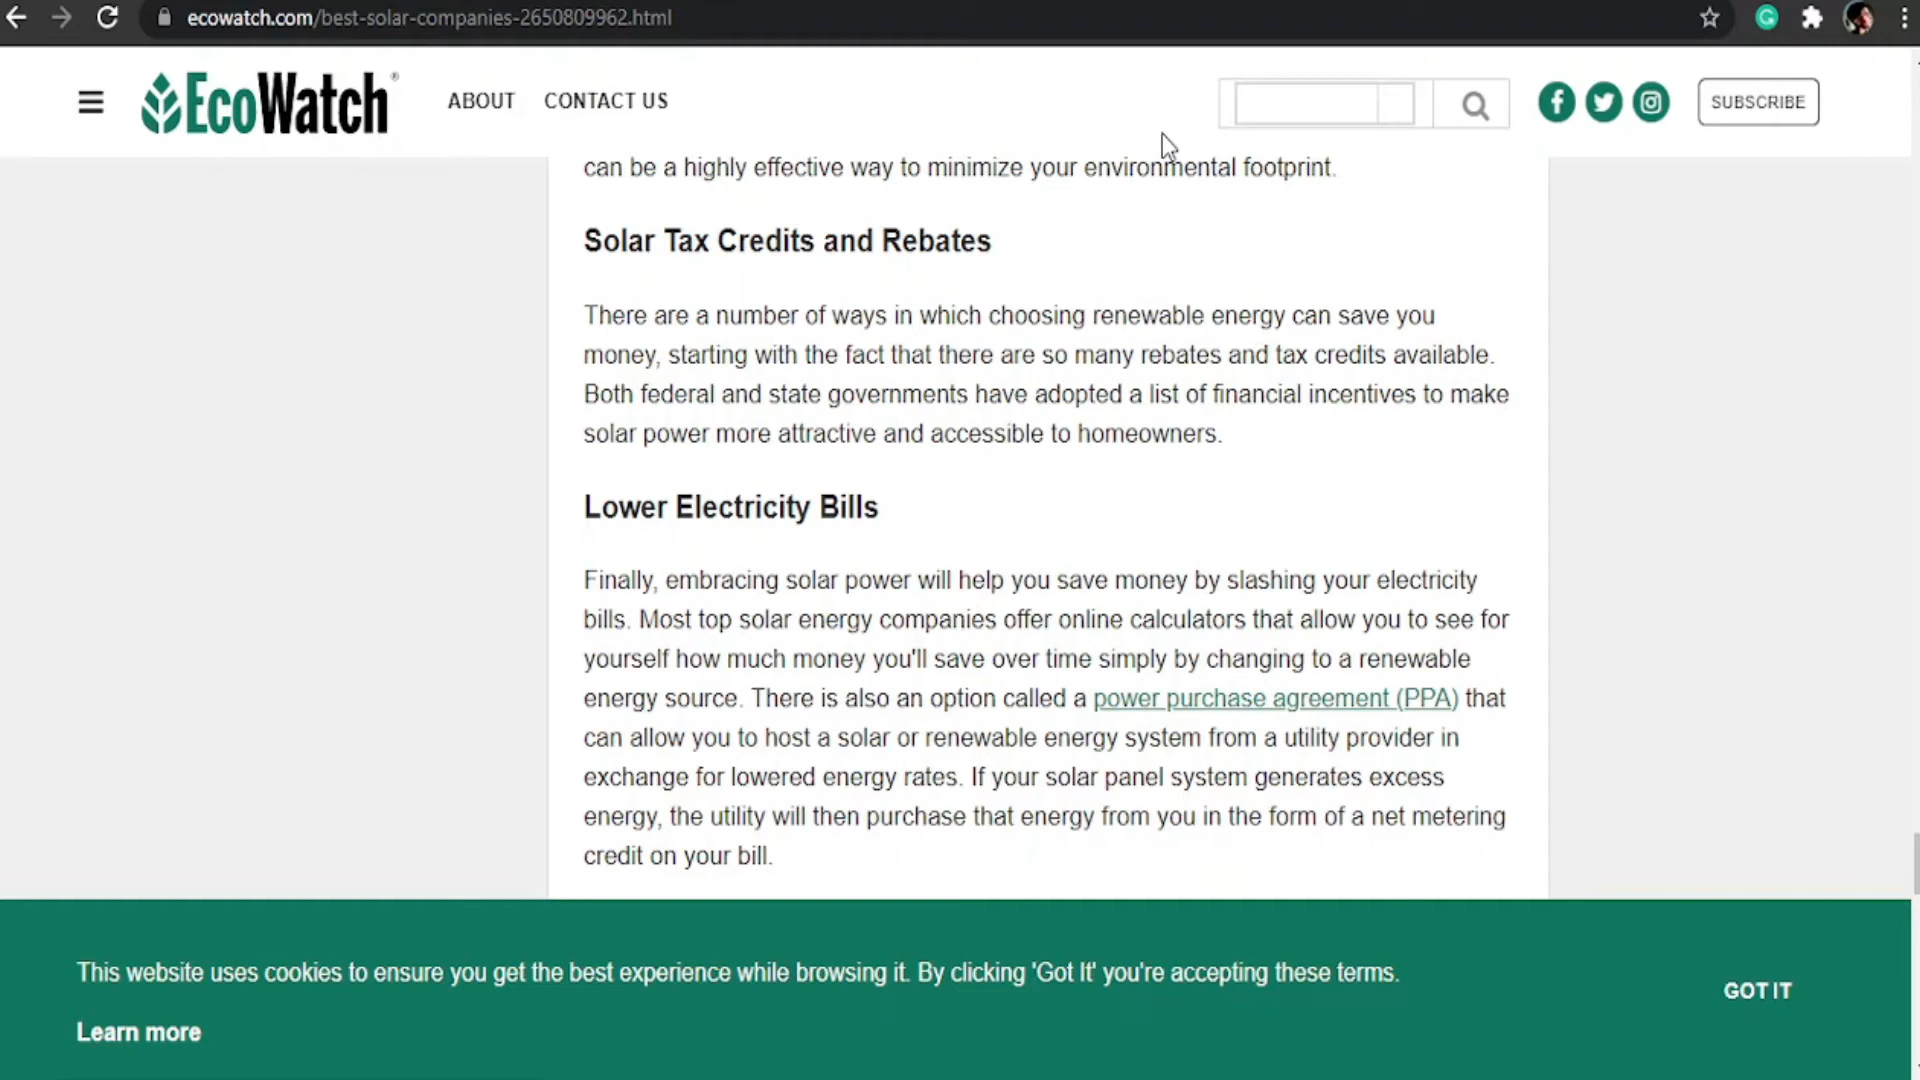 ecowatch.com/best-solar-companies-2650809962.html
EcoWatch®
ABOUT
CONTACT US
SUBSCRIBE
can be a highly effective way to minimize your environmental footprint.
Solar Tax Credits and Rebates
There are a number of ways in which choosing renewable energy can save you
money, starting with the fact that there are so many rebates and tax credits available.
Both federal and state governments have adopted a list of financial incentives to make
solar power more attractive and accessible to homeowners.
Lower Electricity Bills
Finally, embracing solar power will help you save money by slashing your electricity
bills. Most top solar energy companies offer online calculators that allow you to see for
yourself how much money you'll save over time simply by changing to a renewable
energy source. There is also an option called a power purchase agreement (PPA) that
can allow you to host a solar or renewable energy system from a utility provider in
exchange for lowered energy rates. If your solar panel system generates excess
energy, the utility will then purchase that energy from you in the form of a net metering
credit on your bill.
This website uses cookies to ensure you get the best experience while browsing it. By clicking 'Got It' you're accepting these terms.
GOT IT
Learn more